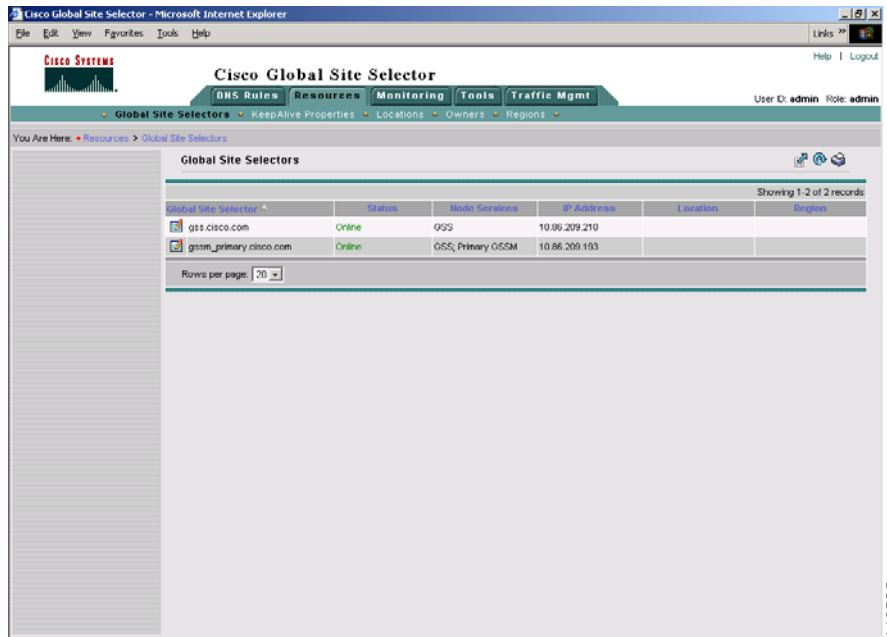 Cisco Global Site Selector - Microsoft Internet Explorer
File Edit View Favorites Tools Help Links »
CISCO SYSTEMS
Cisco Global Site Selector
Help | Logout
DNS Rules Resources Monitoring Tools Traffic Mgmt
User ID: admin Role: admin
Global Site Selectors KeepAlive Properties Locations Owners Regions
You Are Here: • Resources > Global Site Selectors
Global Site Selectors
Showing 1-2 of 2 records
Global Site Selector Status Node Services IP Address Location Region
gss.cisco.com Online GSS 10.86.209.210
gssm_primary.cisco.com Online GSS; Primary GSSM 10.86.209.193
Rows per page: 20